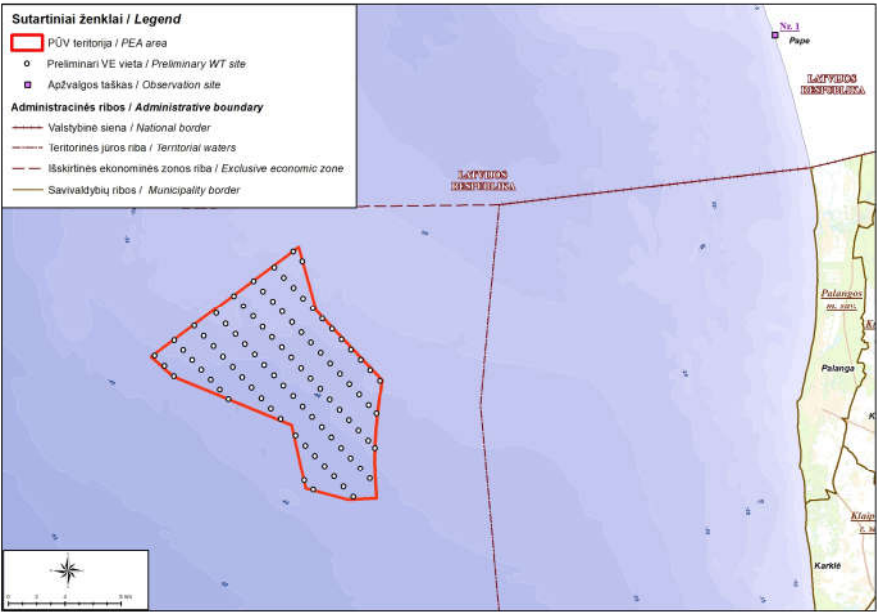 Sutartiniai ženklai / Legend
PŪV teritorija / PEA area
Preliminari VE vieta / Preliminary WT site
Apžvalgos taškas / Observation site
Administracinės ribos / Administrative boundary
Valstybinė siena / National border
Teritorinės jūros riba / Territorial waters
Išskirtinės ekonominės zonos riba / Exclusive economic zone
Savivaldybių ribos / Municipality border
Nr. 1
Pape
LATVIJOS
RESPUBLIKA
LATVIJOS
RESPUBLIKA
Palangos
m. sav.
Palanga
Klaip
Karklė
0